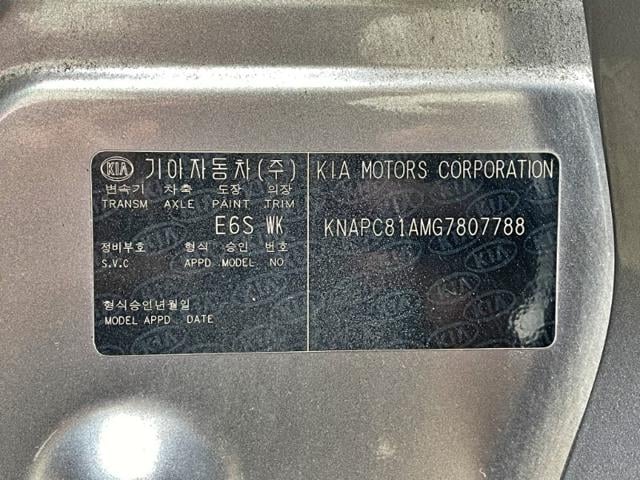 KIA 기아자동차(주)
변속기 차축 도장 의장
TRANSM AXLE PAINT TRIM
E6S WK
정비부호 형식 승인 번호
S.V.C APPD MODEL NO
형식승인년월일
MODEL APPD DATE
KIA MOTORS CORPORATION
KNAPC81AMG7807788